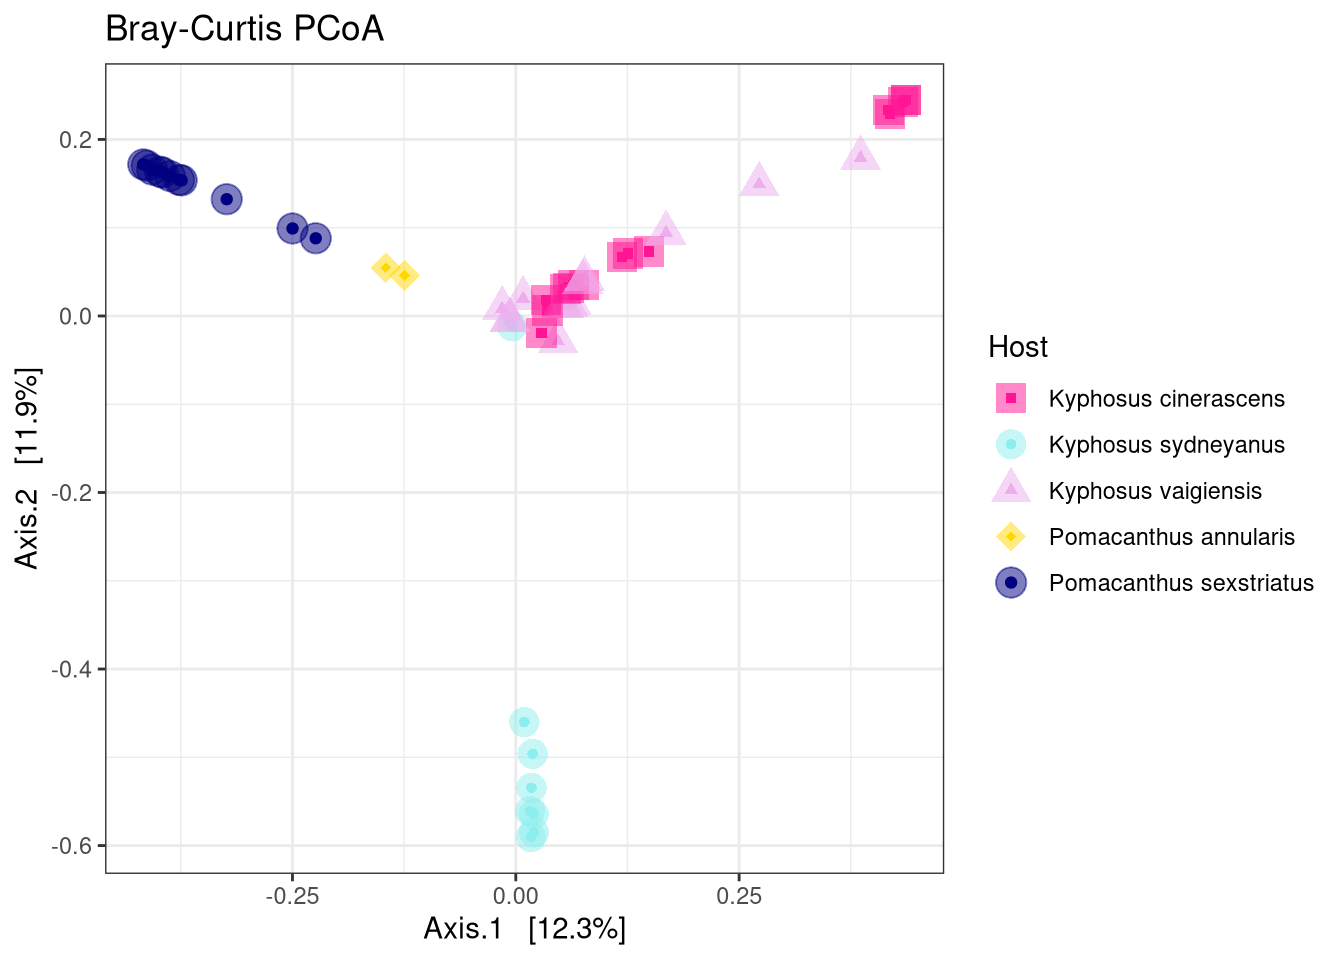 Bray-Curtis PCoA
0.2
0.0
-0.2
-0.4
-0.6
Axis.2 [11.9%]
-0.25
0.00
0.25
Axis.1 [12.3%]
Host
Kyphosus cinerascens
Kyphosus sydneyanus
Kyphosus vaigiensis
Pomacanthus annularis
Pomacanthus sexstriatus